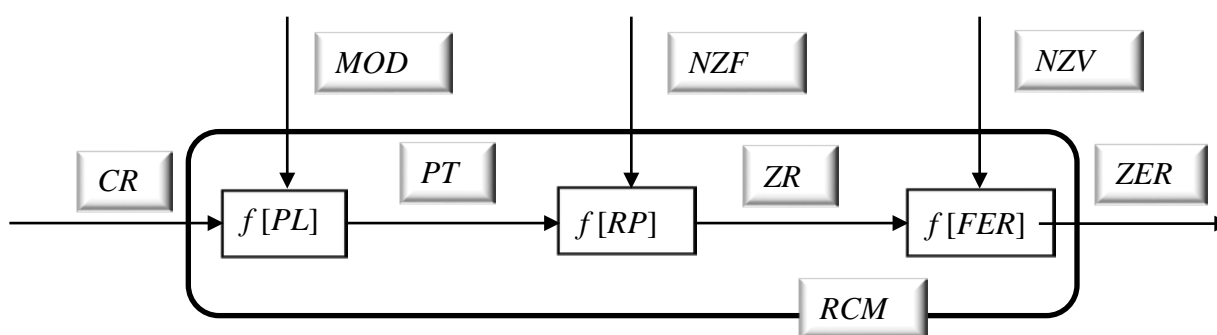 MOD
NZF
NZV
CR
PT
ZR
ZER
f [PL]
f [RP]
f [FER]
RCM